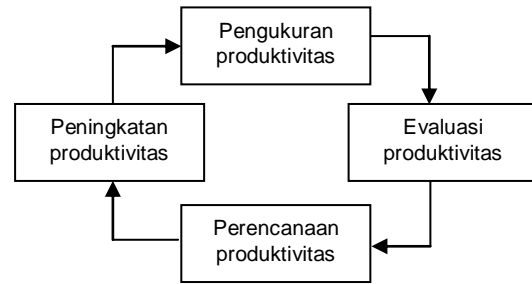 Pengukuran
produktivitas
Evaluasi
produktivitas
Perencanaan
produktivitas
Peningkatan
produktivitas